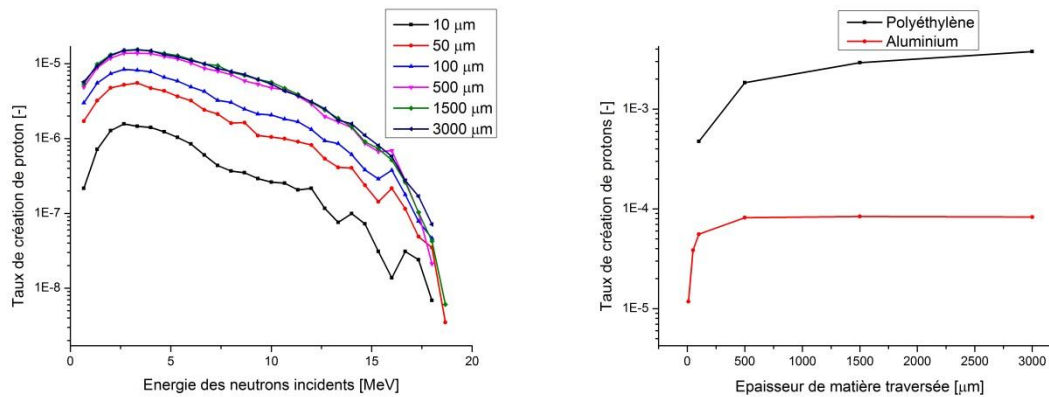 10 µm
50 µm
100 µm
500 µm
1500 µm
3000 µm
1E-5
1E-6
1E-7
1E-8
Taux de création de proton [-]
0
5
10
15
20
Energie des neutrons incidents [MeV]
Polyéthylène
Aluminium
1E-3
1E-4
1E-5
Taux de création de protons [-]
0
500
1000
1500
2000
2500
3000
Epaisseur de matière traversée [µm]